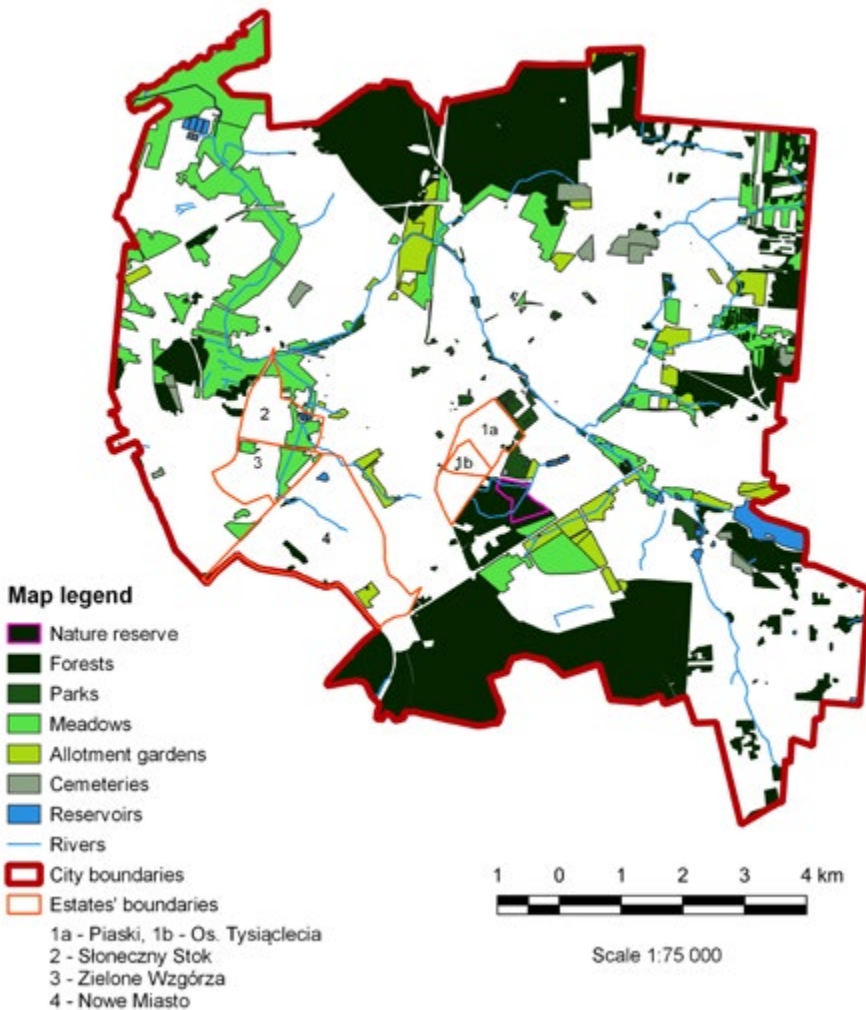 1a
1b
2
3
4
Map legend
Nature reserve
Forests
Parks
Meadows
Allotment gardens
Cemeteries
Reservoirs
Rivers
City boundaries
Estates' boundaries
1a - Piaski, 1b - Os. Tysiąclecia
2 - Słoneczny Stok
3 - Zielone Wzgórza
4 - Nowe Miasto
1 0 1 2 3 4 km
Scale 1:75 000